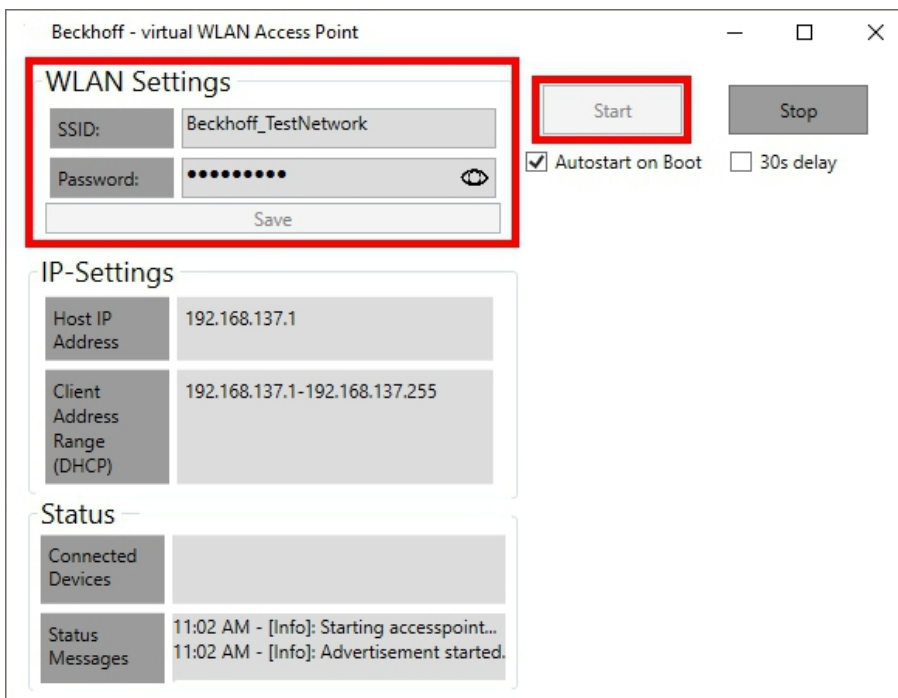 Beckhoff - virtual WLAN Access Point
WLAN Settings
SSID:
Beckhoff_TestNetwork
Password:
•••••••••
Save
Start
Stop
Autostart on Boot
30s delay
IP-Settings
Host IP
Address
192.168.137.1
Client
Address
Range
(DHCP)
192.168.137.1-192.168.137.255
Status
Connected
Devices
Status
Messages
11:02 AM - [Info]: Starting accesspoint...
11:02 AM - [Info]: Advertisement started.